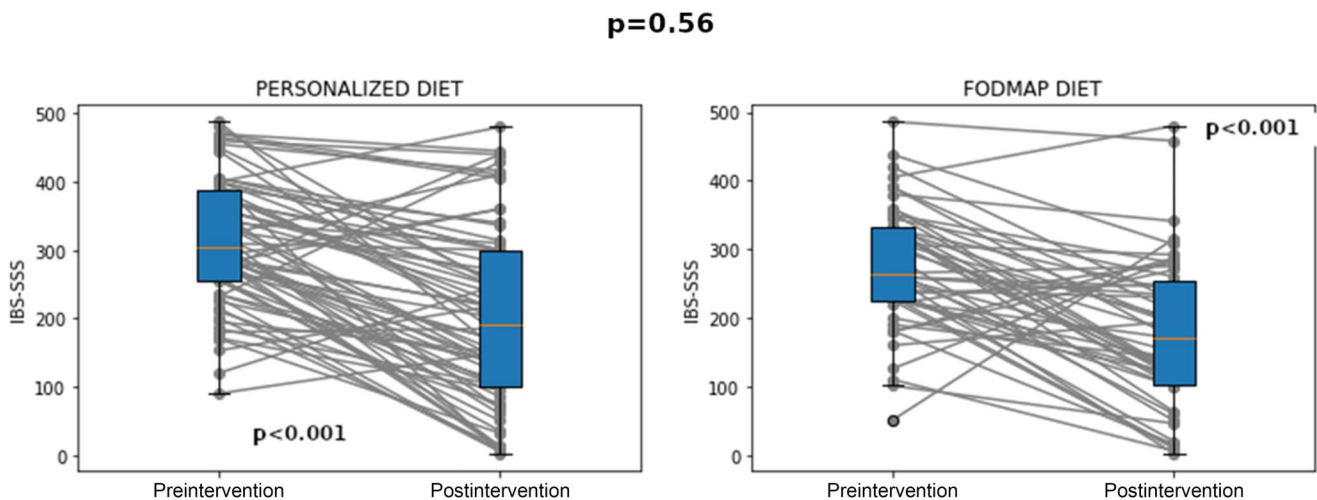 p=0.56
PERSONALIZED DIET
500
400
300
200
100
0
IBS-SSS
p<0.001
Preintervention
Postintervention
FODMAP DIET
500
400
300
200
100
0
IBS-SSS
p<0.001
Preintervention
Postintervention